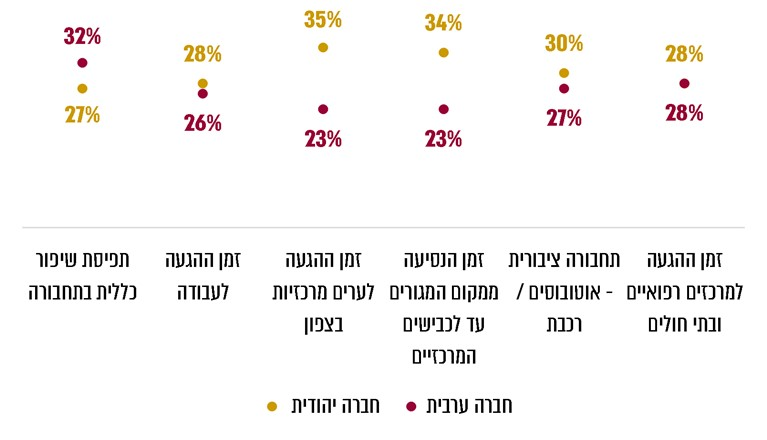 32%
27%
28%
26%
35%
23%
34%
23%
30%
27%
28%
28%
תפיסת שיפור
כללית בתחבורה
זמן ההגעה
לעבודה
זמן ההגעה
לערים מרכזיות
בצפון
זמן הנסיעה
ממקום המגורים
עד לכבישים
המרכזיים
תחבורה ציבורית
- אוטובוסים /
רכבת
זמן ההגעה
למרכזים רפואיים
ובתי חולים
חברה יהודית
חברה ערבית